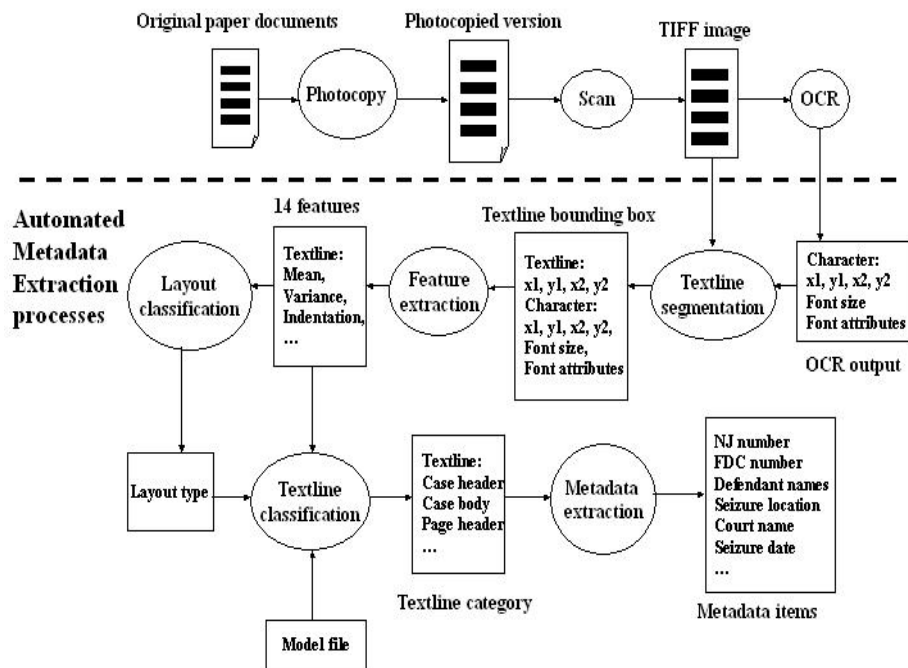 Original paper documents
Photocopied version
TIFF image
Photocopy
Scan
OCR
Automated
Metadata
Extraction
processes
14 features
Textline bounding box
Layout
classification
Textline:
Mean,
Variance,
Indentation,
...
Feature
extraction
Textline:
x1, y1, x2, y2
Character:
x1, y1, x2, y2,
Font size,
Font attributes
Textline
segmentation
Character:
x1, y1, x2, y2
Font size
Font attributes
OCR output
Layout type
Textline
classification
Textline:
Case header
Case body
Page header
...
Textline category
Metadata
extraction
NJ number
FDC number
Defendant names
Seizure location
Court name
Seizure date
...
Metadata items
Model file